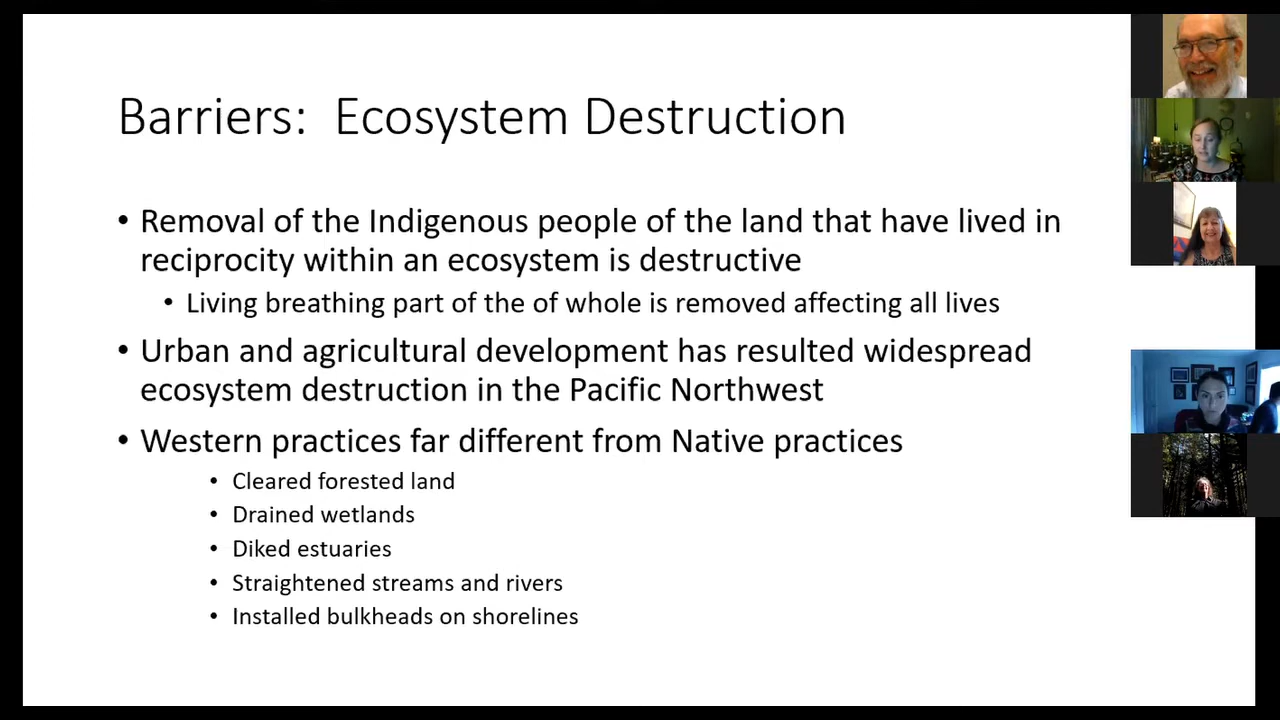 Barriers: Ecosystem Destruction
• Removal of the Indigenous people of the land that have lived in
reciprocity within an ecosystem is destructive
• Living breathing part of the of whole is removed affecting all lives
• Urban and agricultural development has resulted widespread
ecosystem destruction in the Pacific Northwest
• Western practices far different from Native practices
• Cleared forested land
• Drained wetlands
• Diked estuaries
• Straightened streams and rivers
• Installed bulkheads on shorelines